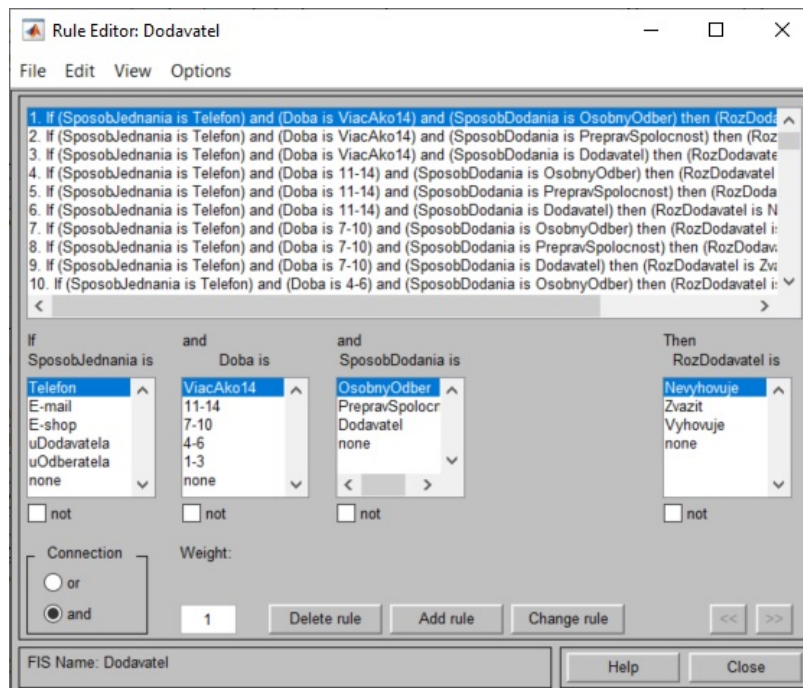 Rule Editor: Dodavatel
File Edit View Options
1. If (SposobJednania is Telefon) and (Doba is ViacAko14) and (SposobDodania is OsobnyOdber) then (RozDoda
2. If (SposobJednania is Telefon) and (Doba is ViacAko14) and (SposobDodania is PrepravSpolocnost) then (Roz
3. If (SposobJednania is Telefon) and (Doba is ViacAko14) and (SposobDodania is Dodavatel) then (RozDodavate
4. If (SposobJednania is Telefon) and (Doba is 11-14) and (SposobDodania is OsobnyOdber) then (RozDodavatel
5. If (SposobJednania is Telefon) and (Doba is 11-14) and (SposobDodania is PrepravSpolocnost) then (RozDoda
6. If (SposobJednania is Telefon) and (Doba is 11-14) and (SposobDodania is Dodavatel) then (RozDodavatel is N
7. If (SposobJednania is Telefon) and (Doba is 7-10) and (SposobDodania is OsobnyOdber) then (RozDodavatel is
8. If (SposobJednania is Telefon) and (Doba is 7-10) and (SposobDodania is PrepravSpolocnost) then (RozDodav
9. If (SposobJednania is Telefon) and (Doba is 7-10) and (SposobDodania is Dodavatel) then (RozDodavatel is Zva
10. If (SposobJednania is Telefon) and (Doba is 4-6) and (SposobDodania is OsobnyOdber) then (RozDodavatel is
If
SposobJednania is
Telefon
E-mail
E-shop
uDodavatela
uOdberatela
none
not
and
Doba is
ViacAko14
11-14
7-10
4-6
1-3
none
not
and
SposobDodania is
OsobnyOdber
PrepravSpolocr
Dodavatel
none
not
Then
RozDodavatel is
Nevyhovuje
Zvazit
Vyhovuje
none
not
Connection
or
and
Weight:
1
Delete rule
Add rule
Change rule
<<
>>
FIS Name: Dodavatel
Help
Close